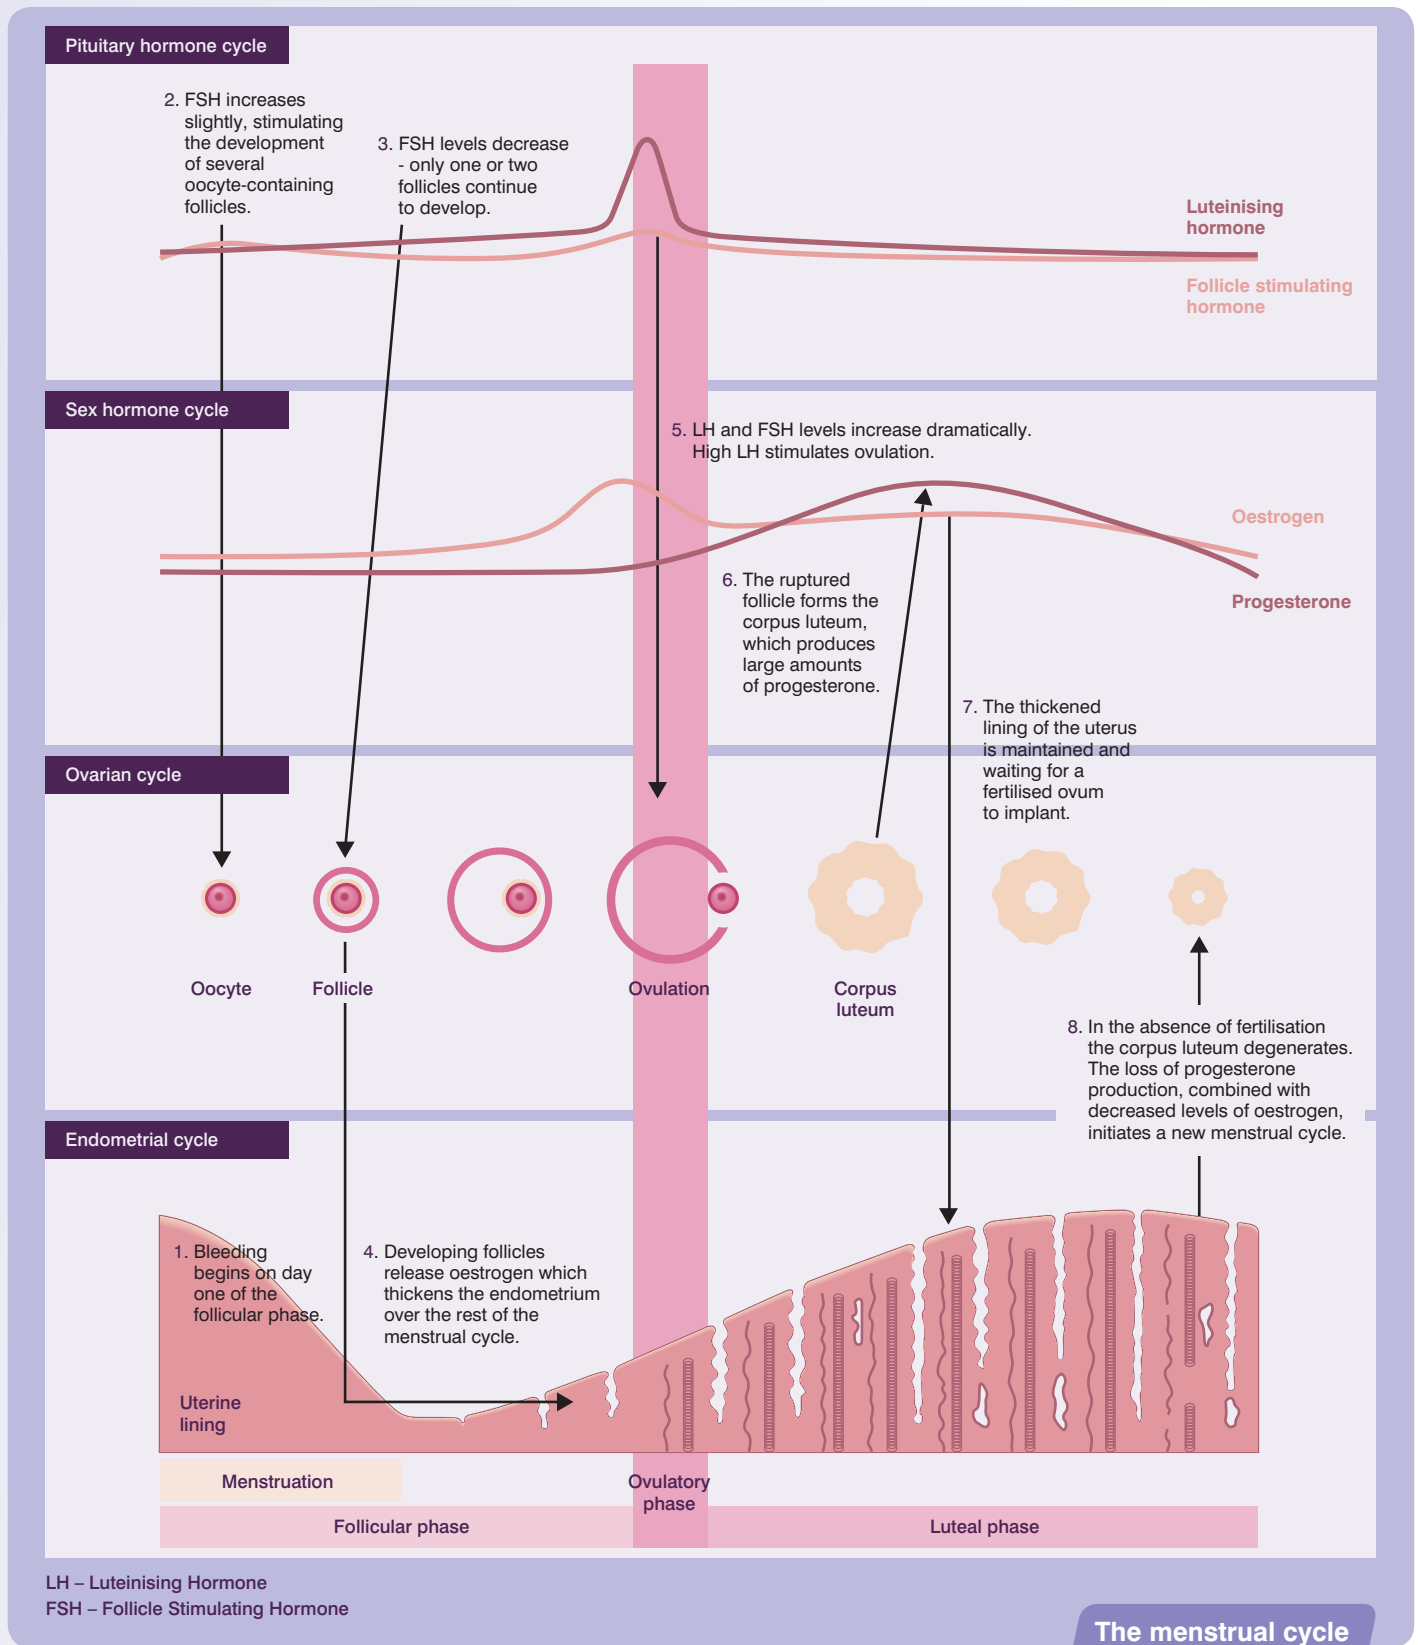 Pituitary hormone cycle
2. FSH increases
slightly, stimulating
the development
of several
oocyte-containing
follicles.
3. FSH levels decrease
- only one or two
follicles continue
to develop.
Luteinising
hormone
Follicle stimulating
hormone
Sex hormone cycle
5. LH and FSH levels increase dramatically.
High LH stimulates ovulation.
Oestrogen
Progesterone
6. The ruptured
follicle forms the
corpus luteum,
which produces
large amounts
of progesterone.
7. The thickened
lining of the uterus
is maintained and
waiting for a
fertilised ovum
to implant.
Ovarian cycle
Oocyte
Follicle
Ovulation
Corpus
luteum
8. In the absence of fertilisation
the corpus luteum degenerates.
The loss of progesterone
production, combined with
decreased levels of oestrogen,
initiates a new menstrual cycle.
Endometrial cycle
1. Bleeding
begins on day
one of the
follicular phase.
4. Developing follicles
release oestrogen which
thickens the endometrium
over the rest of the
menstrual cycle.
Uterine
lining
Menstruation
Ovulatory
phase
Follicular phase
Luteal phase
LH – Luteinising Hormone
FSH – Follicle Stimulating Hormone
The menstrual cycle